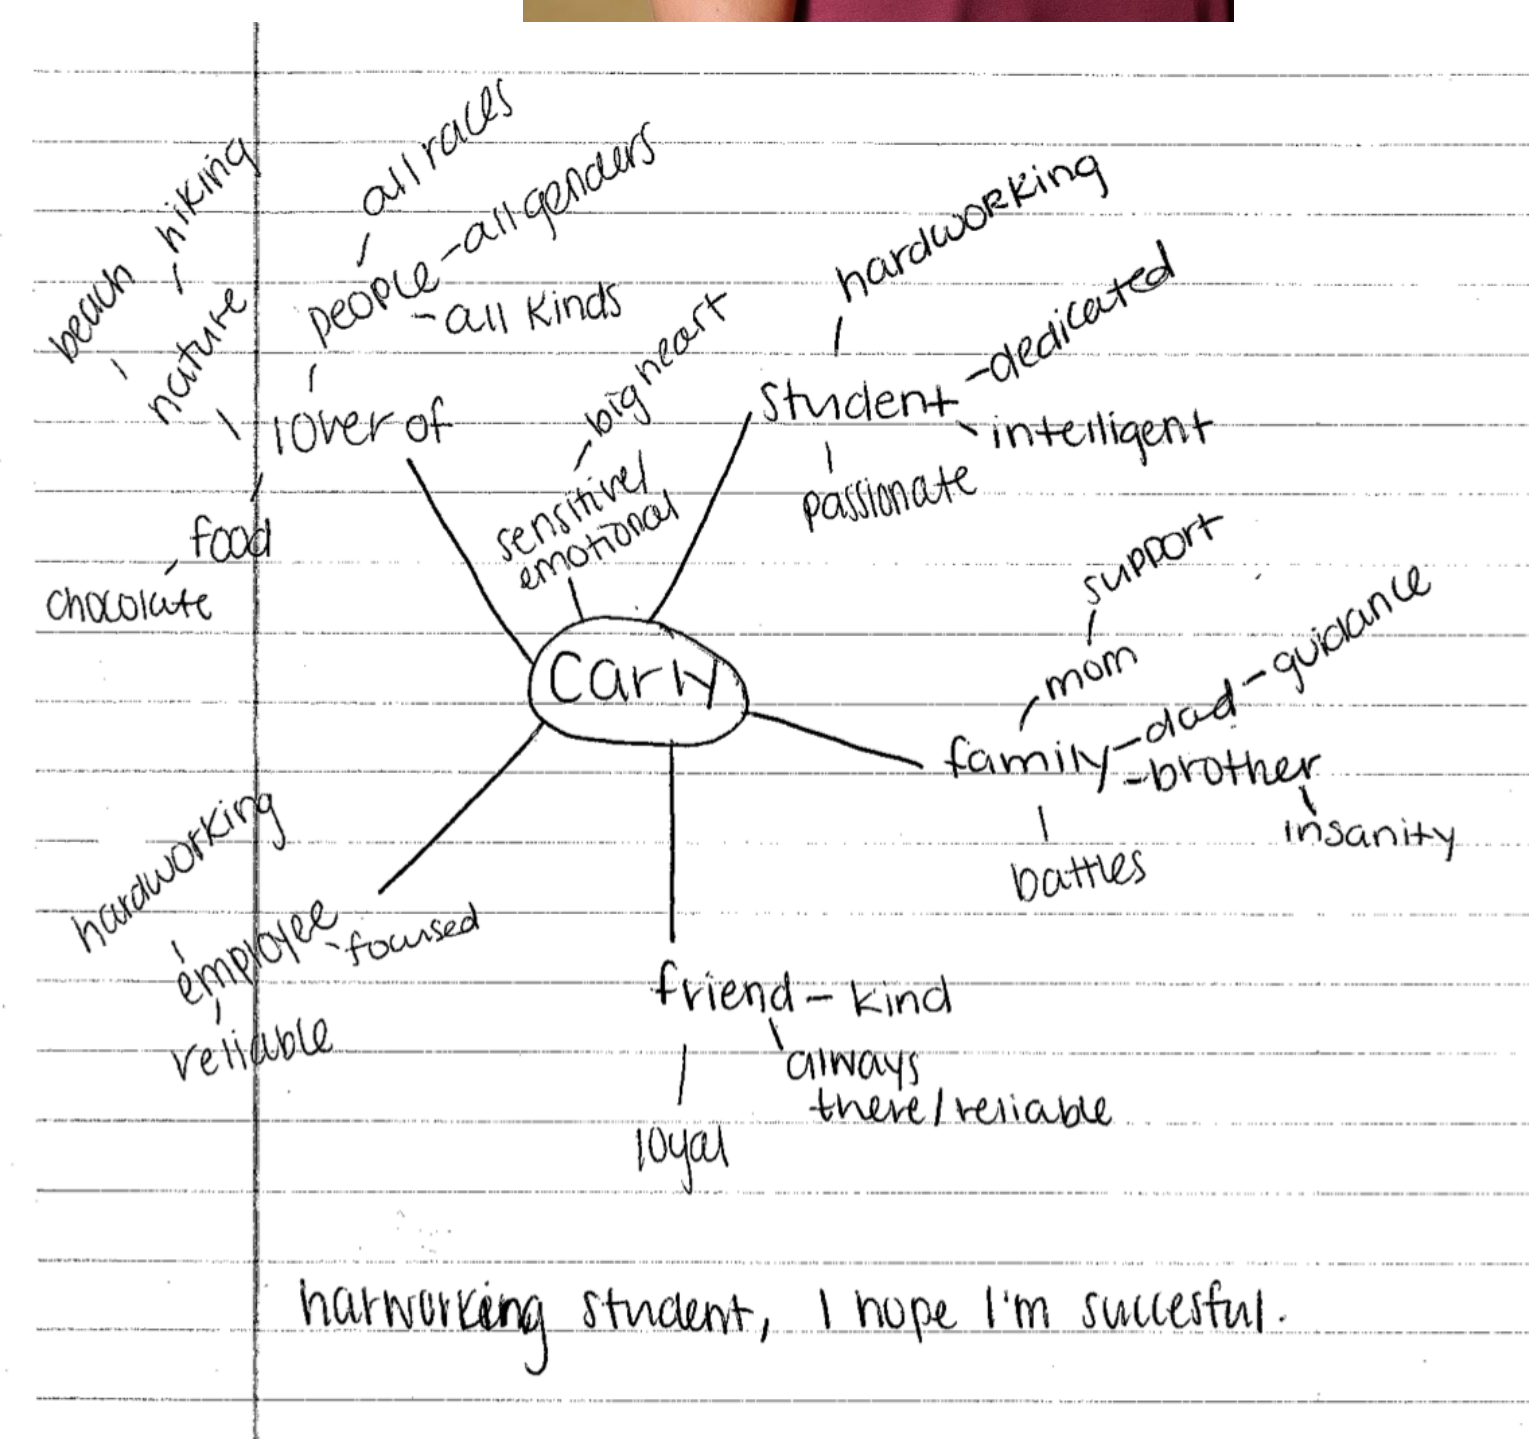 all races
hiking
-all genders
hardworking
beach
people
-all kinds
nature
-dedicated
big heart
lover of
student
intelligent
sensitive/
emotional
passionate
food
chocolate
support
Carly
mom
-guidance
-dad
family
-brother
insanity
battles
hardworking
employee
-focused
reliable
friend - kind
always
there/reliable
loyal
harworking student, I hope I'm succesful.